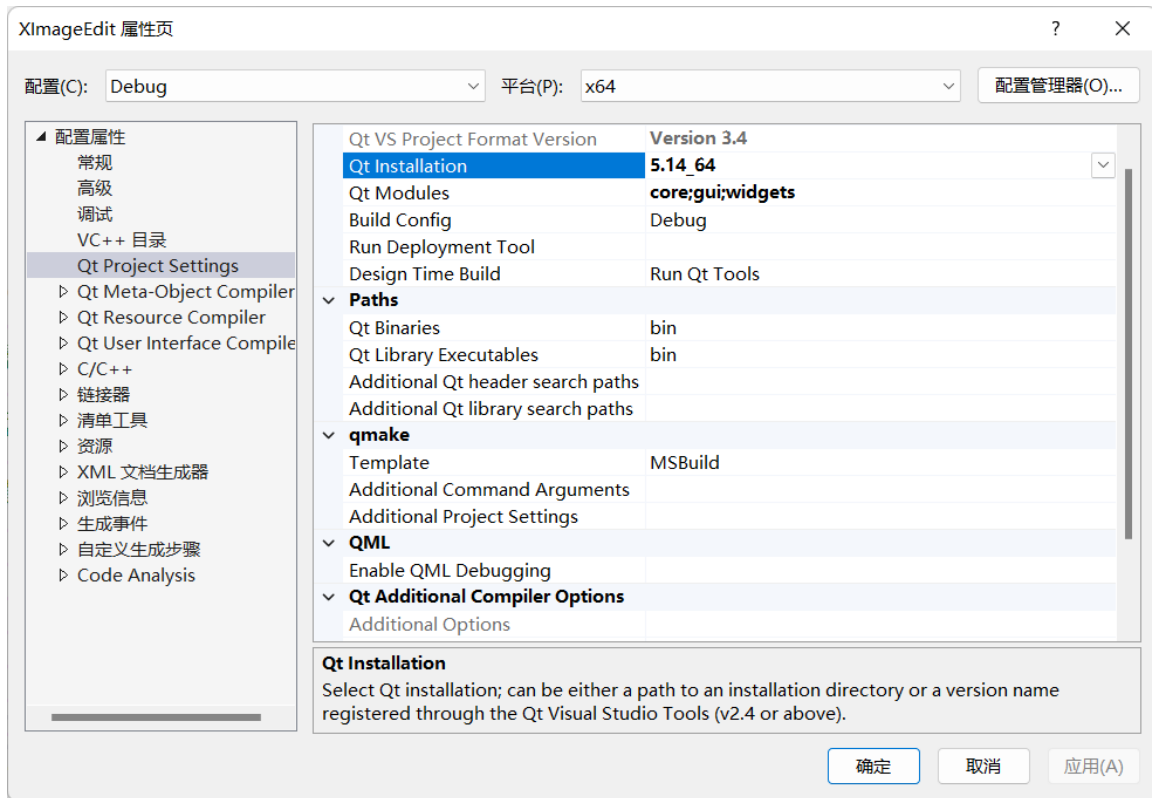 XImageEdit 属性页
配置(C): Debug 平台(P): x64 配置管理器(O)...
配置属性
常规
高级
调试
VC++ 目录
Qt Project Settings
Qt Meta-Object Compiler
Qt Resource Compiler
Qt User Interface Compile
C/C++
链接器
清单工具
资源
XML 文档生成器
浏览信息
生成事件
自定义生成步骤
Code Analysis
Qt VS Project Format Version Version 3.4
Qt Installation 5.14_64
Qt Modules core;gui;widgets
Build Config Debug
Run Deployment Tool
Design Time Build Run Qt Tools
Paths
Qt Binaries bin
Qt Library Executables bin
Additional Qt header search paths
Additional Qt library search paths
qmake
Template MSBuild
Additional Command Arguments
Additional Project Settings
QML
Enable QML Debugging
Qt Additional Compiler Options
Additional Options
Qt Installation
Select Qt installation; can be either a path to an installation directory or a version name
registered through the Qt Visual Studio Tools (v2.4 or above).
确定 取消 应用(A)